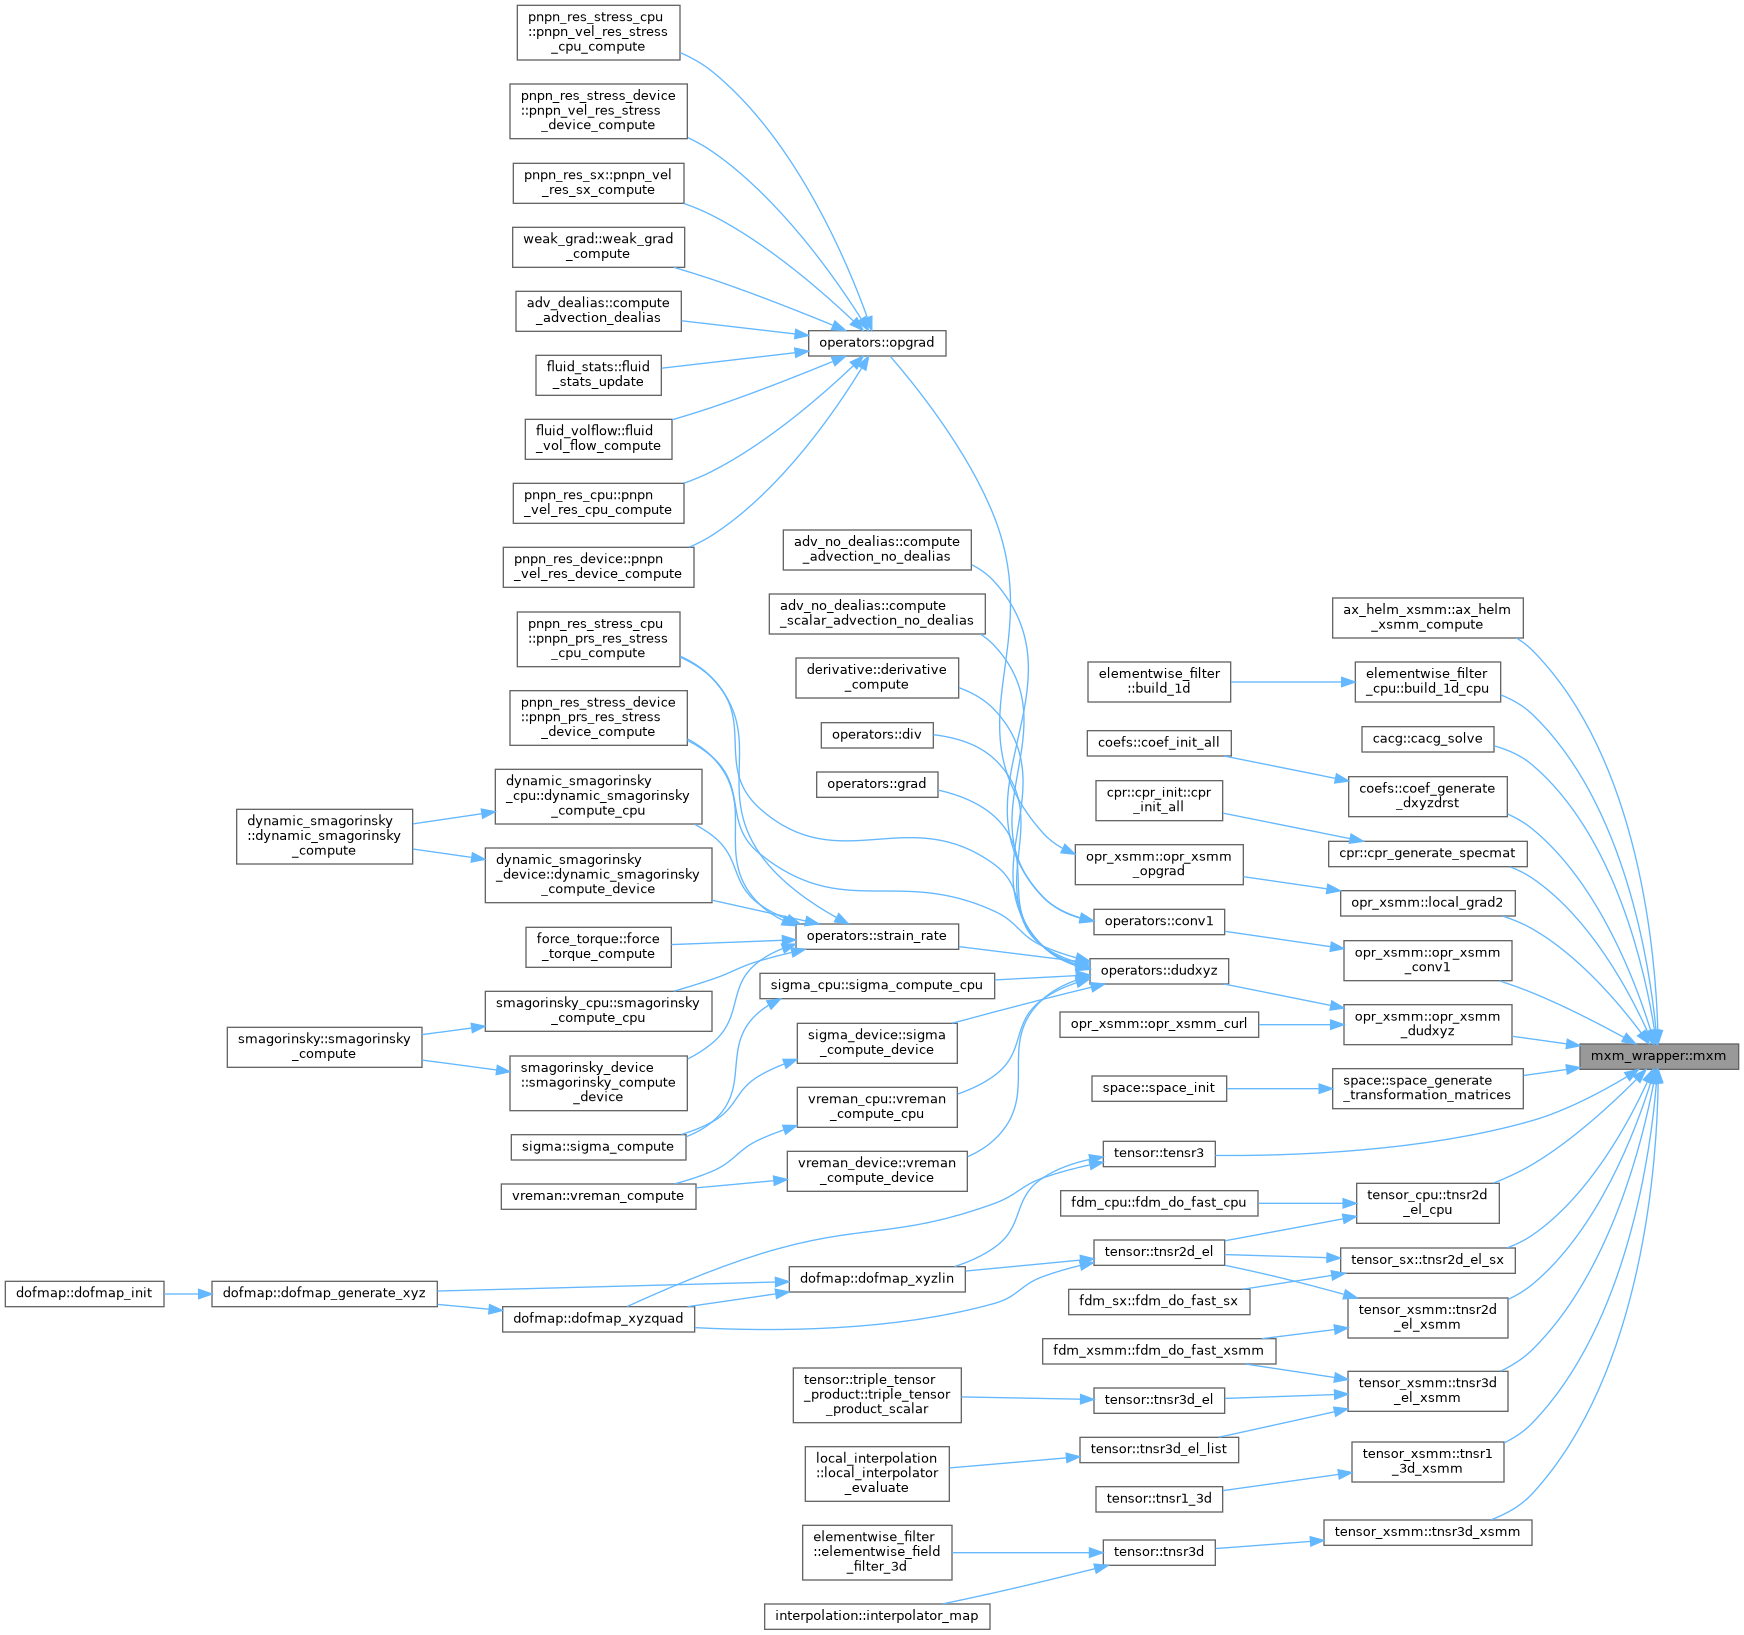 pnpn_res_stress_cpu
::pnpn_vel_res_stress
_cpu_compute
pnpn_res_stress_device
::pnpn_vel_res_stress
_device_compute
pnpn_res_sx::pnpn_vel
_res_sx_compute
weak_grad::weak_grad
_compute
adv_dealias::compute
_advection_dealias
fluid_stats::fluid
_stats_update
fluid_volflow::fluid
_vol_flow_compute
pnpn_res_cpu::pnpn
_vel_res_cpu_compute
pnpn_res_device::pnpn
_vel_res_device_compute
operators::opgrad
pnpn_res_stress_cpu
::pnpn_prs_res_stress
_cpu_compute
pnpn_res_stress_device
::pnpn_prs_res_stress
_device_compute
dynamic_smagorinsky
_cpu::dynamic_smagorinsky
_compute_cpu
dynamic_smagorinsky
::dynamic_smagorinsky
_compute
dynamic_smagorinsky
_device::dynamic_smagorinsky
_compute_device
force_torque::force
_torque_compute
smagorinsky_cpu::smagorinsky
_compute_cpu
smagorinsky::smagorinsky
_compute
smagorinsky_device
::smagorinsky_compute
_device
sigma::sigma_compute
vreman::vreman_compute
adv_no_dealias::compute
_advection_no_dealias
adv_no_dealias::compute
_scalar_advection_no_dealias
derivative::derivative
_compute
operators::div
operators::grad
operators::strain_rate
sigma_cpu::sigma_compute_cpu
sigma_device::sigma
_compute_device
vreman_cpu::vreman
_compute_cpu
vreman_device::vreman
_compute_device
dofmap::dofmap_xyzlin
dofmap::dofmap_init
dofmap::dofmap_generate_xyz
dofmap::dofmap_xyzquad
tensor::triple_tensor
_product::triple_tensor
_product_scalar
local_interpolation
::local_interpolator
_evaluate
elementwise_filter
::elementwise_field
_filter_3d
interpolation::interpolator_map
elementwise_filter
::build_1d
coefs::coef_init_all
cpr::cpr_init::cpr
_init_all
opr_xsmm::opr_xsmm
_opgrad
operators::conv1
operators::dudxyz
opr_xsmm::opr_xsmm_curl
space::space_init
tensor::tensr3
fdm_cpu::fdm_do_fast_cpu
tensor::tnsr2d_el
fdm_sx::fdm_do_fast_sx
fdm_xsmm::fdm_do_fast_xsmm
tensor::tnsr3d_el
tensor::tnsr3d_el_list
tensor::tnsr1_3d
tensor::tnsr3d
ax_helm_xsmm::ax_helm
_xsmm_compute
elementwise_filter
_cpu::build_1d_cpu
cacg::cacg_solve
coefs::coef_generate
_dxyzdrst
cpr::cpr_generate_specmat
opr_xsmm::local_grad2
opr_xsmm::opr_xsmm
_conv1
opr_xsmm::opr_xsmm
_dudxyz
space::space_generate
_transformation_matrices
tensor_cpu::tnsr2d
_el_cpu
tensor_sx::tnsr2d_el_sx
tensor_xsmm::tnsr2d
_el_xsmm
tensor_xsmm::tnsr3d
_el_xsmm
tensor_xsmm::tnsr1
_3d_xsmm
tensor_xsmm::tnsr3d_xsmm
mxm_wrapper::mxm